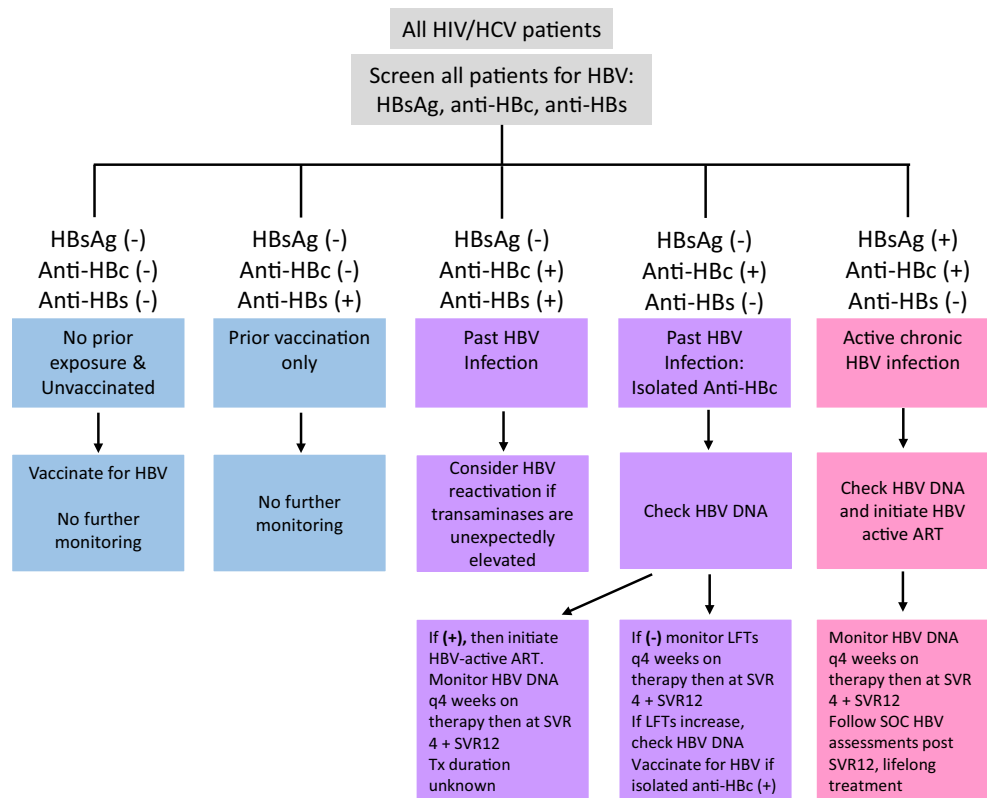 All HIV/HCV patients
Screen all patients for HBV:
HBsAg, anti-HBc, anti-HBs
HBsAg (-)
Anti-HBc (-)
Anti-HBs (-)
HBsAg (-)
Anti-HBc (-)
Anti-HBs (+)
HBsAg (-)
Anti-HBc (+)
Anti-HBs (+)
HBsAg (-)
Anti-HBc (+)
Anti-HBs (-)
HBsAg (+)
Anti-HBc (+)
Anti-HBs (-)
No prior
exposure &
Unvaccinated
Prior vaccination
only
Past HBV
Infection
Past HBV
Infection:
Isolated Anti-HBc
Active chronic
HBV infection
Vaccinate for HBV
No further
monitoring
No further
monitoring
Consider HBV
reactivation if
transaminases are
unexpectedly
elevated
Check HBV DNA
Check HBV DNA
and initiate HBV
active ART
If (+), then initiate
HBV-active ART.
Monitor HBV DNA
q4 weeks on
therapy then at SVR
4 + SVR12
Tx duration
unknown
If (-) monitor LFTs
q4 weeks on
therapy then at SVR
4 + SVR12
If LFTs increase,
check HBV DNA
Vaccinate for HBV if
isolated anti-HBc (+)
Monitor HBV DNA
q4 weeks on
therapy then at SVR
4 + SVR12
Follow SOC HBV
assessments post
SVR12, lifelong
treatment